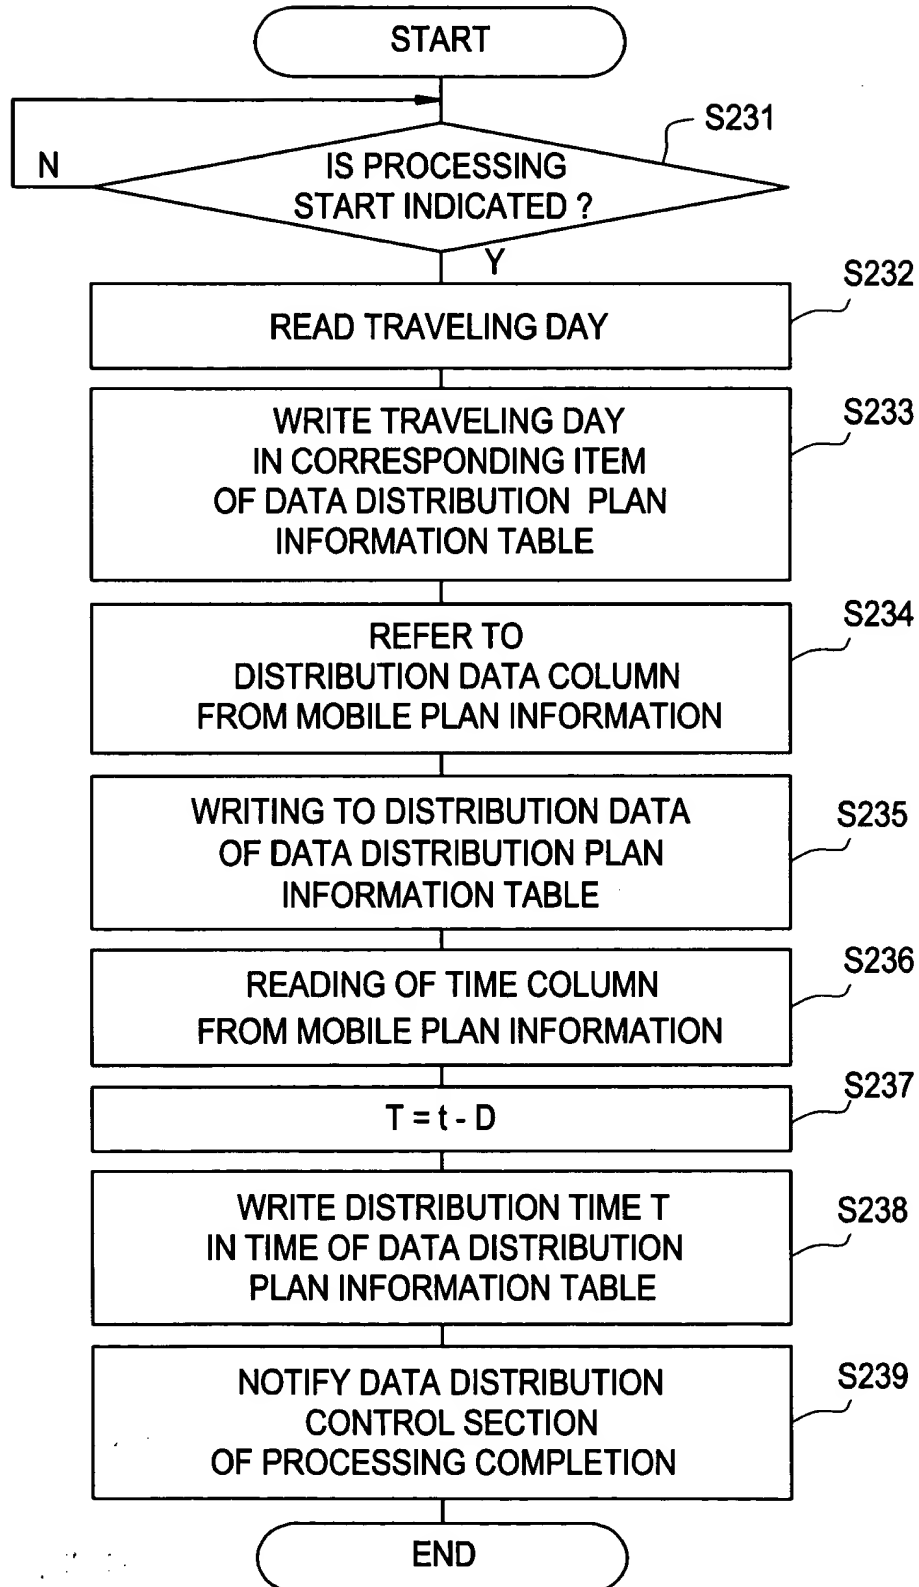 START
S231
N
IS PROCESSING
START INDICATED ?
Y
S232
READ TRAVELING DAY
S233
WRITE TRAVELING DAY
IN CORRESPONDING ITEM
OF DATA DISTRIBUTION PLAN
INFORMATION TABLE
S234
REFER TO
DISTRIBUTION DATA COLUMN
FROM MOBILE PLAN INFORMATION
S235
WRITING TO DISTRIBUTION DATA
OF DATA DISTRIBUTION PLAN
INFORMATION TABLE
S236
READING OF TIME COLUMN
FROM MOBILE PLAN INFORMATION
S237
T = t - D
S238
WRITE DISTRIBUTION TIME T
IN TIME OF DATA DISTRIBUTION
PLAN INFORMATION TABLE
S239
NOTIFY DATA DISTRIBUTION
CONTROL SECTION
OF PROCESSING COMPLETION
END